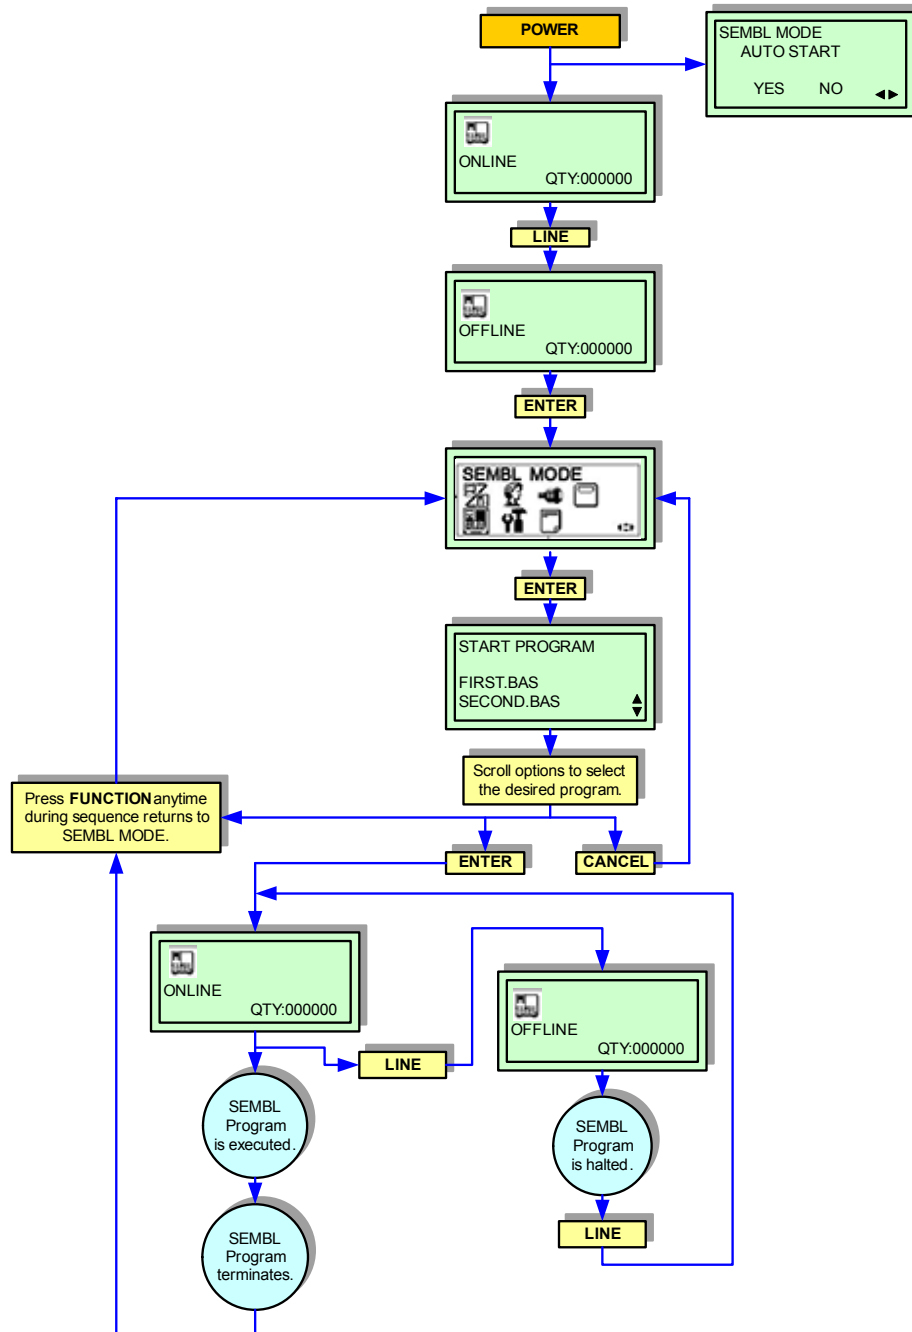 POWER
SEMBL MODE
AUTO START
YES NO
ONLINE
QTY:000000
LINE
OFFLINE
QTY:000000
ENTER
SEMBL MODE
ENTER
START PROGRAM
FIRST.BAS
SECOND.BAS
Scroll options to select
the desired program.
Press FUNCTION anytime
during sequence returns to
SEMBL MODE.
ENTER
CANCEL
ONLINE
QTY:000000
LINE
OFFLINE
QTY:000000
SEMBL
Program
is executed.
SEMBL
Program
is halted.
LINE
SEMBL
Program
terminates.